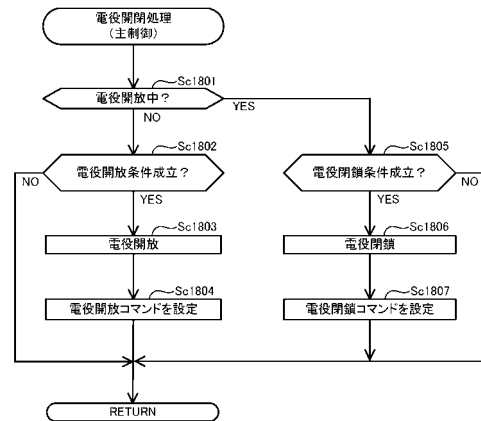 電役開閉処理
(主制御)
Sc1801
電役開放中？
YES
NO
Sc1802
電役開放条件成立？
NO
YES
Sc1805
電役閉鎖条件成立？
NO
YES
Sc1803
電役開放
Sc1806
電役閉鎖
Sc1804
電役開放コマンドを設定
Sc1807
電役閉鎖コマンドを設定
RETURN